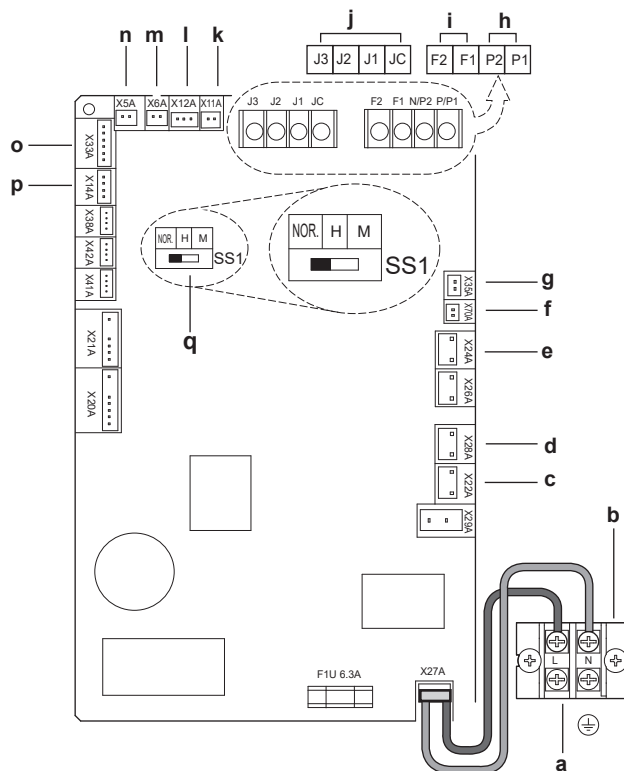 j i h
n m l k
J3 J2 J1 JC F2 F1 P2 P1
X5A X6A X12A X11A
J3 J2 J1 JC F2 F1 N/P2 P/P1
o X33A
p X14A
X38A
X42A
X41A
NOR. H M
SS1
NOR. H M
SS1
q
X21A
X20A
g X35A
f X70A
e X24A
X26A
d X28A
c X22A
X29A
b
L N
F1U 6.3A
X27A
a